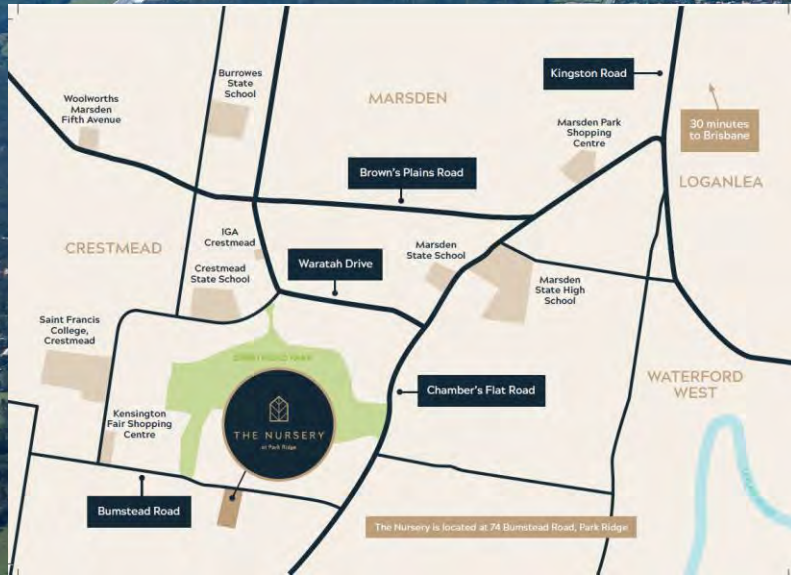 Burrowes
State
School
Kingston Road
MARSDEN
Woolworths
Marsden
Fifth Avenue
Marsden Park
Shopping
Centre
30 minutes
to Brisbane
Brown's Plains Road
LOGANLEA
IGA
Crestmead
CRESTMEAD
Waratah Drive
Marsden
State School
Crestmead
State School
Marsden
State High
School
Saint Francis
College,
Crestmead
WATERFORD
WEST
Chamber's Flat Road
Kensington
Fair Shopping
Centre
THE NURSERY
at Park Ridge
Bumstead Road
The Nursery is located at 74 Bumstead Road, Park Ridge